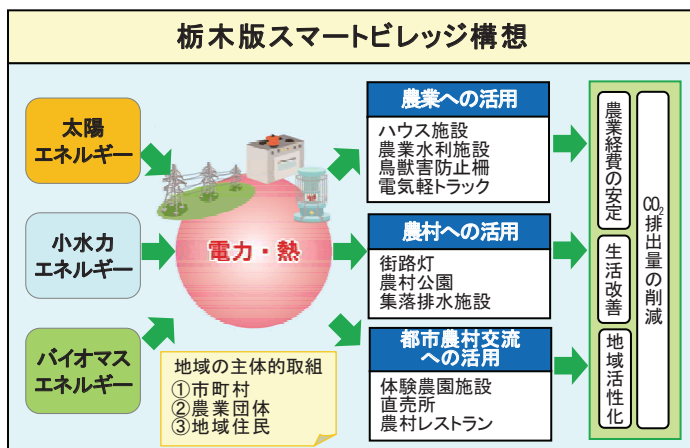 栃木版スマートビレッジ構想
太陽
エネルギー
小水力
エネルギー
バイオマス
エネルギー
電力・熱
地域の主体的取組
①市町村
②農業団体
③地域住民
農業への活用
ハウス施設
農業水利施設
鳥獣害防止柵
電気軽トラック
農村への活用
街路灯
農村公園
集落排水施設
都市農村交流
への活用
体験農園施設
直売所
農村レストラン
農業経費の安定
生活改善
地域活性化
CO₂排出量の削減